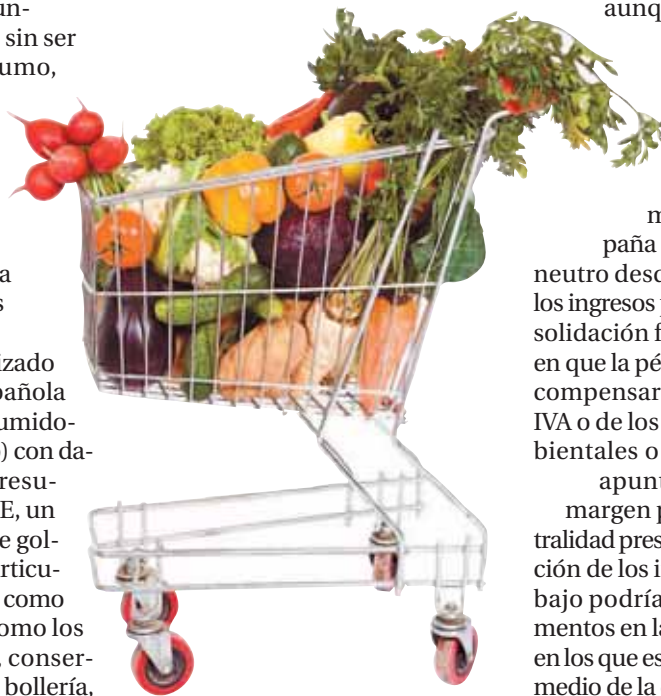 un-
sin ser
umo,
a
s
izado
pañola
umido-
) con da-
resu-
E, un
e gol-
rticu-
como
omo los
, conser-
bollería,
aunq
m
paña
neutro desc
los ingresos p
solidación f
en que la pé
compensar
IVA o de los
bientales o
apunt
margen p
tralidad pres
ción de los i
bajo podría
mentos en la
en los que es
medio de la